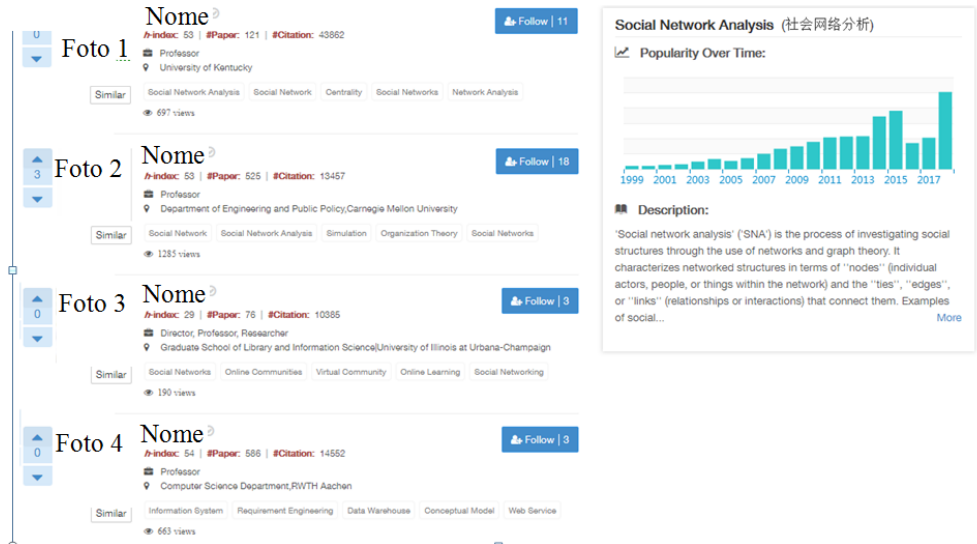 0
Foto 1
Nome
h-index: 53 | #Paper: 121 | #Citation: 43862
Follow | 11
Professor
University of Kentucky
Similar
Social Network Analysis
Social Network
Centrality
Social Networks
Network Analysis
697 views
3
Foto 2
Nome
h-index: 53 | #Paper: 525 | #Citation: 13457
Follow | 18
Professor
Department of Engineering and Public Policy,Carnegie Mellon University
Similar
Social Network
Social Network Analysis
Simulation
Organization Theory
Social Networks
1285 views
0
Foto 3
Nome
h-index: 29 | #Paper: 76 | #Citation: 10385
Follow | 3
Director, Professor, Researcher
Graduate School of Library and Information Science|University of Illinois at Urbana-Champaign
Similar
Social Networks
Online Communities
Virtual Community
Online Learning
Social Networking
190 views
0
Foto 4
Nome
h-index: 54 | #Paper: 586 | #Citation: 14552
Follow | 3
Professor
Computer Science Department,RWTH Aachen
Similar
Information System
Requirement Engineering
Data Warehouse
Conceptual Model
Web Service
663 views
Social Network Analysis (社会网络分析)
Popularity Over Time:
1999 2001 2003 2005 2007 2009 2011 2013 2015 2017
Description:
'Social network analysis' ('SNA') is the process of investigating social
structures through the use of networks and graph theory. It
characterizes networked structures in terms of ''nodes'' (individual
actors, people, or things within the network) and the ''ties'', ''edges'',
or ''links'' (relationships or interactions) that connect them. Examples
of social...
More